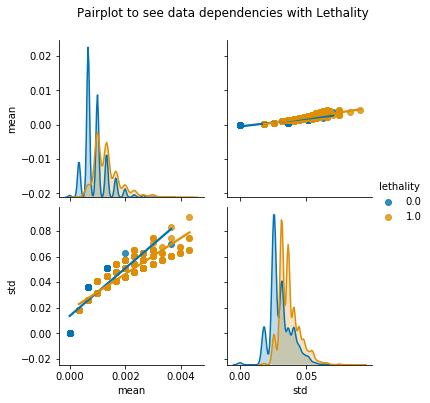 Pairplot to see data dependencies with Lethality
0.02
0.01
0.00
−0.01
−0.02
mean
lethality
0.0
1.0
0.08
0.06
0.04
0.02
0.00
−0.02
std
0.000 0.002 0.004
mean
0.00 0.05
std